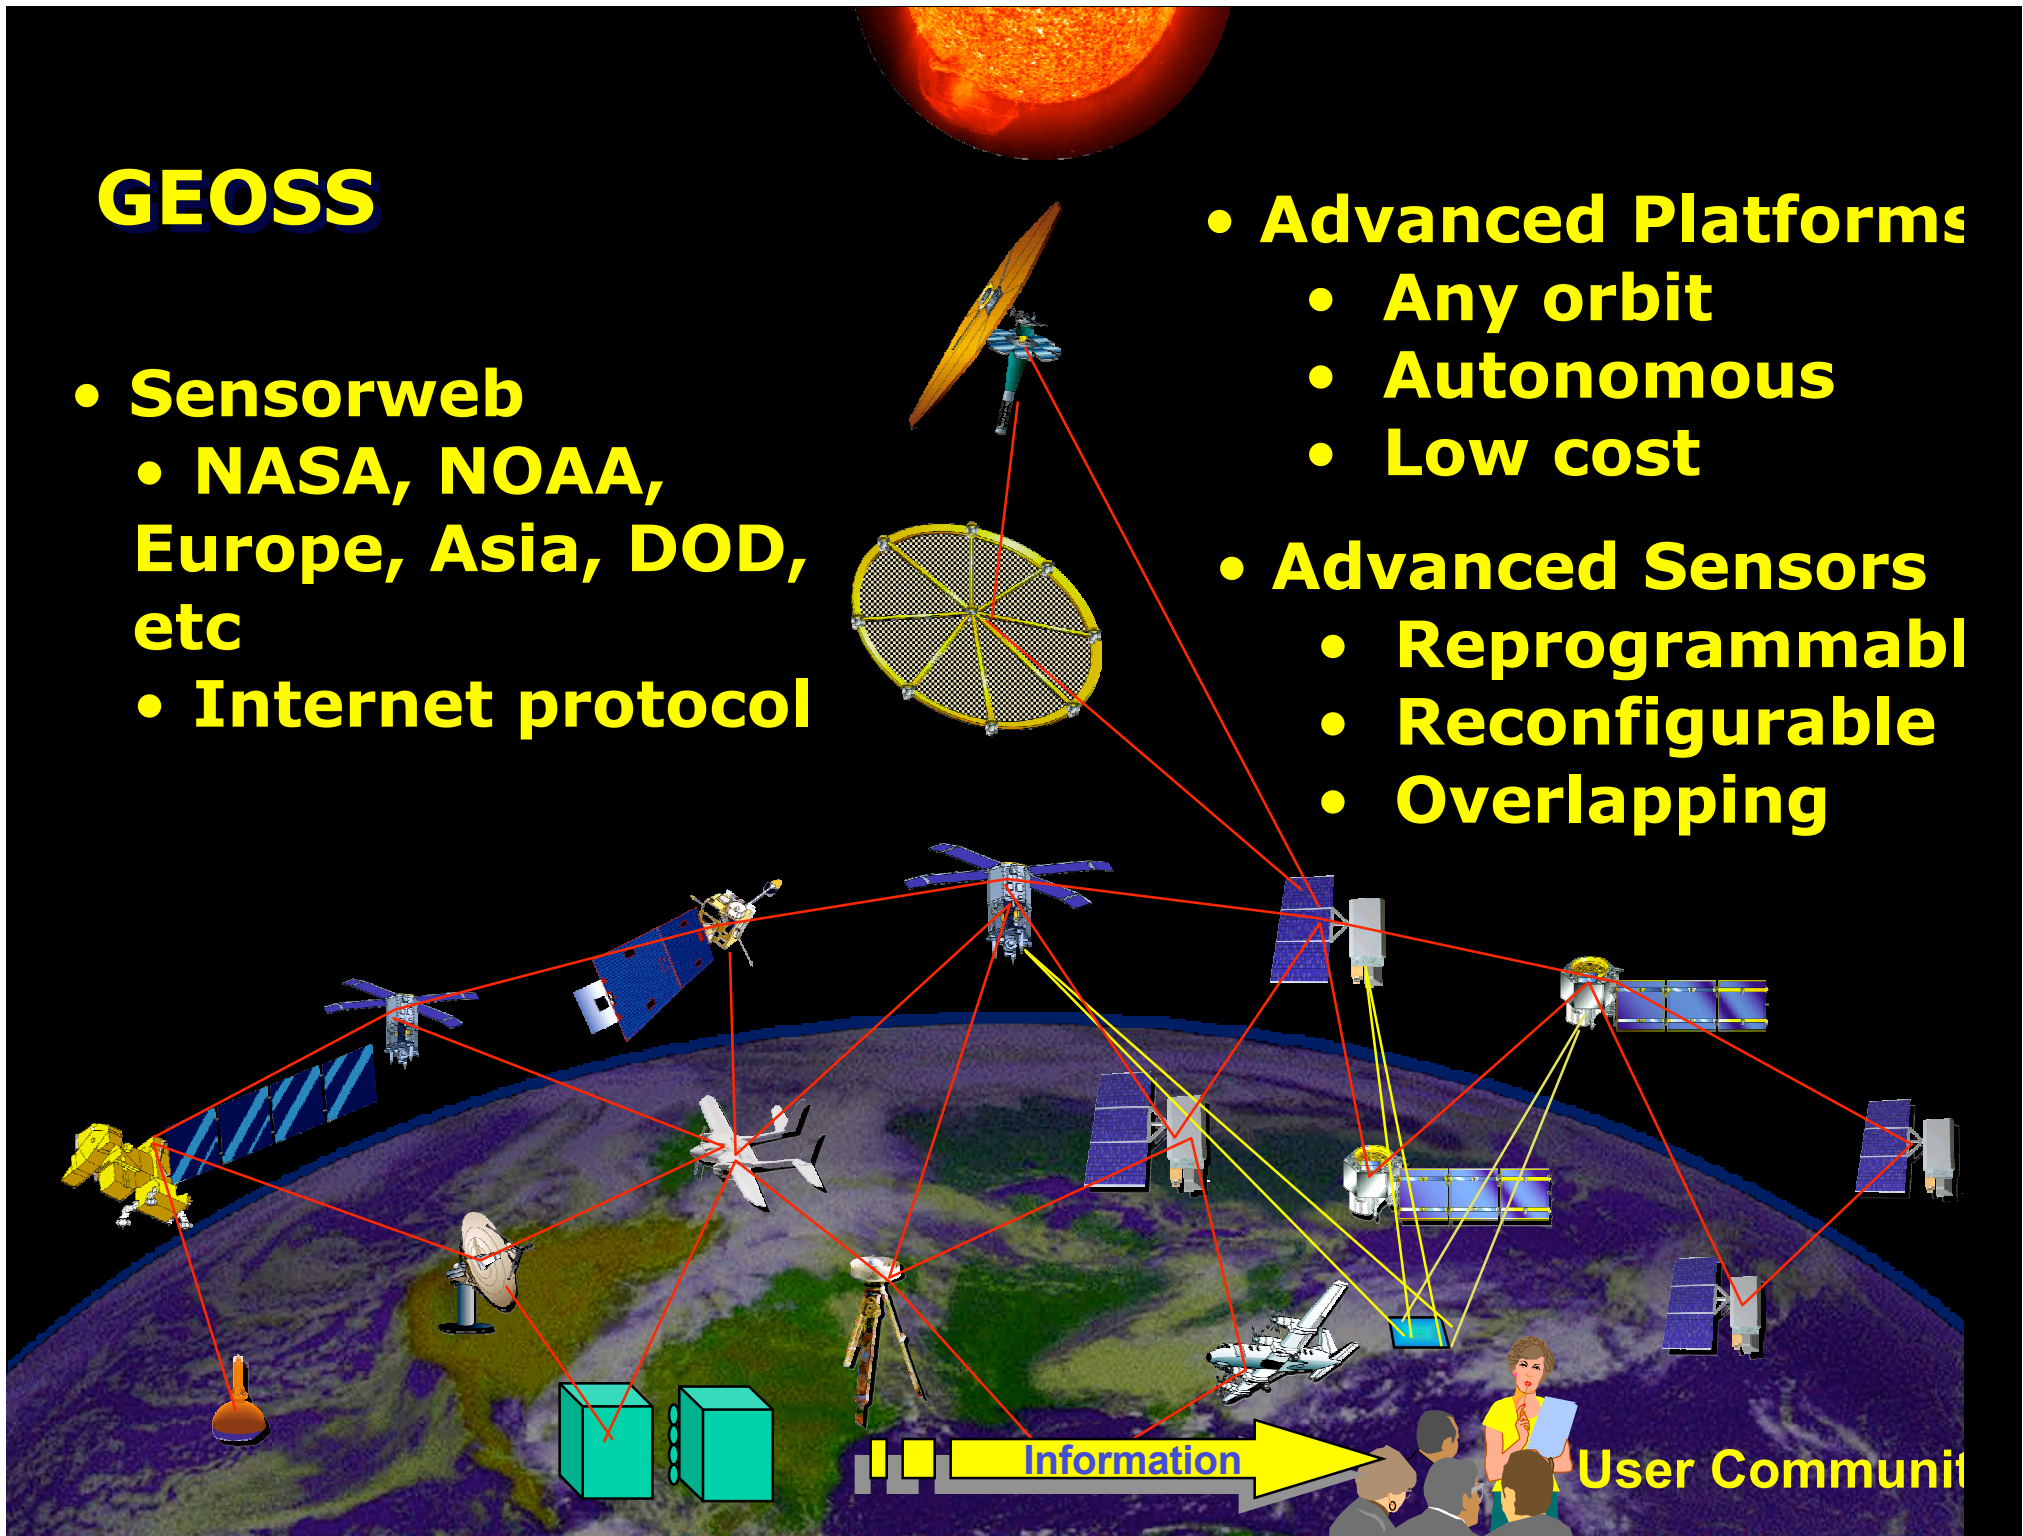 GEOSS
• Sensorweb
• NASA, NOAA,
Europe, Asia, DOD,
etc
• Internet protocol
• Advanced Platforms
• Any orbit
• Autonomous
• Low cost
• Advanced Sensors
• Reprogrammabl
• Reconfigurable
• Overlapping
Information
User Communit